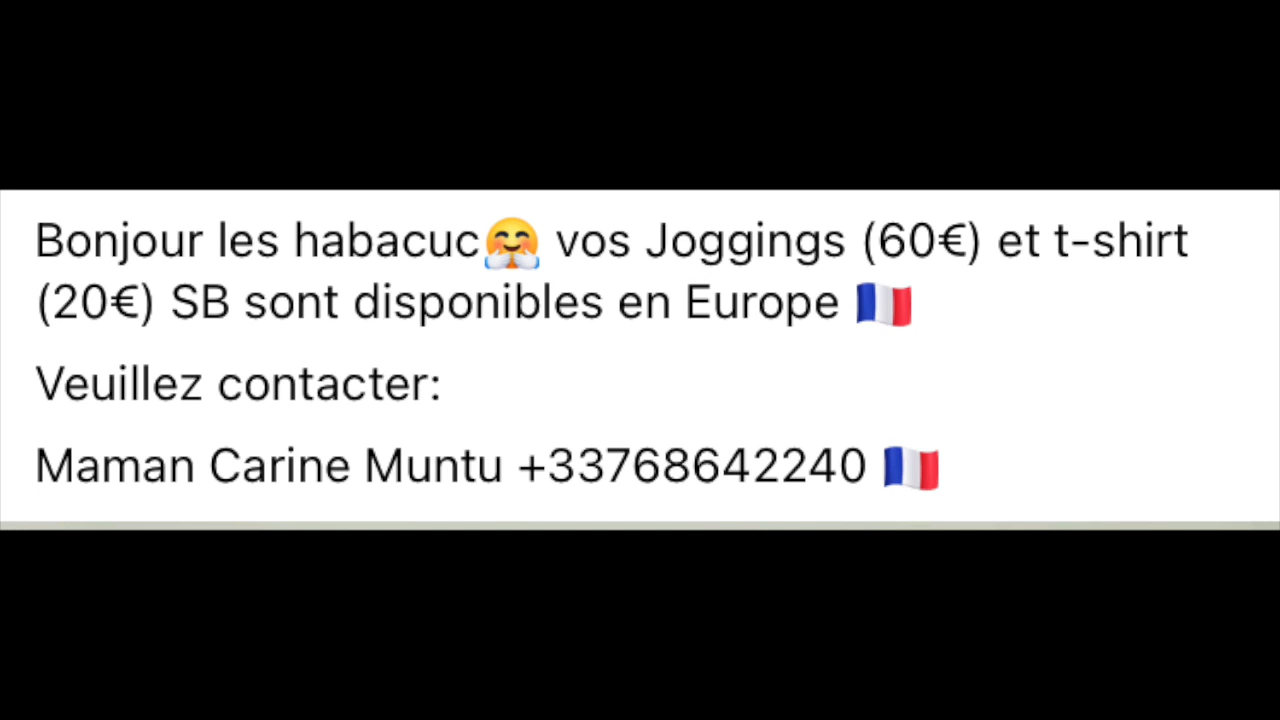 Bonjour les habacuc🤗 vos Joggings (60€) et t-shirt
(20€) SB sont disponibles en Europe 🇫🇷
Veuillez contacter:
Maman Carine Muntu +33768642240 🇫🇷